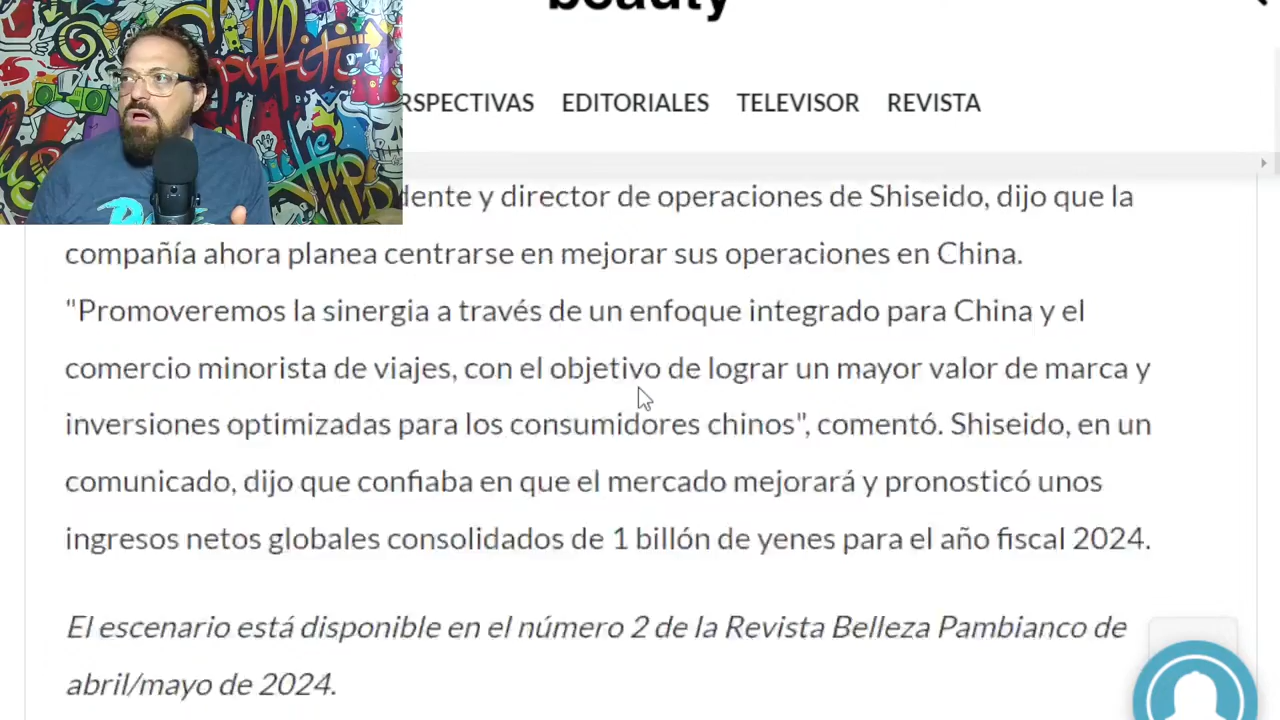 beauty
RSPECTIVAS EDITORIALES TELEVISOR REVISTA
dente y director de operaciones de Shiseido, dijo que la
compañía ahora planea centrarse en mejorar sus operaciones en China.
"Promoveremos la sinergia a través de un enfoque integrado para China y el
comercio minorista de viajes, con el objetivo de lograr un mayor valor de marca y
inversiones optimizadas para los consumidores chinos", comentó. Shiseido, en un
comunicado, dijo que confiaba en que el mercado mejorará y pronosticó unos
ingresos netos globales consolidados de 1 billón de yenes para el año fiscal 2024.
El escenario está disponible en el número 2 de la Revista Belleza Pambianco de
abril/mayo de 2024.